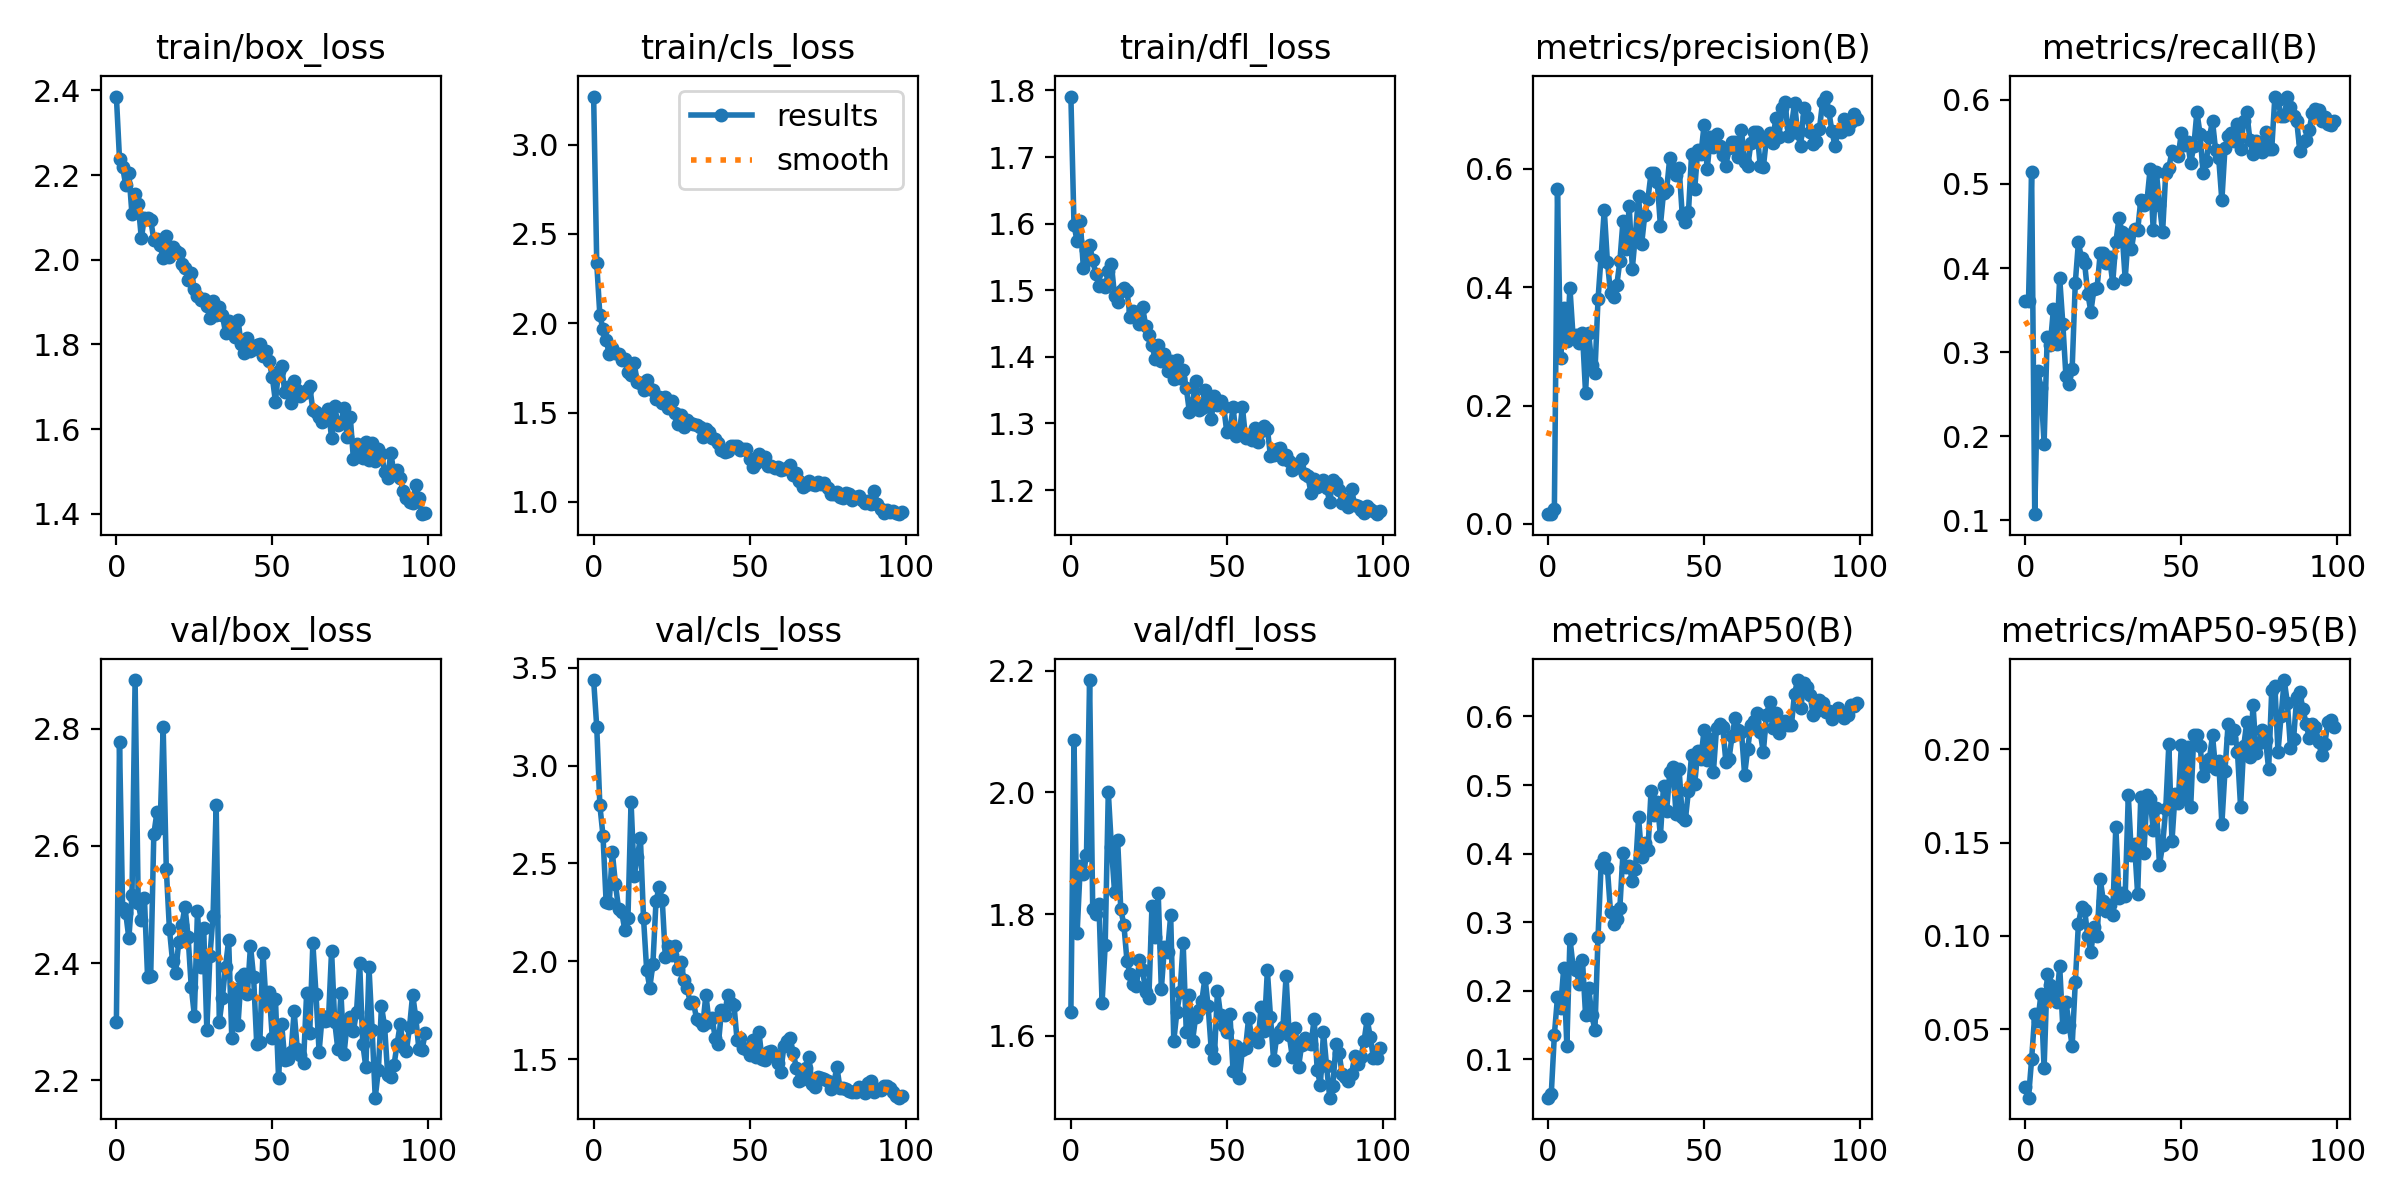 train/box_loss
train/cls_loss
train/dfl_loss
metrics/precision(B)
metrics/recall(B)
2.4
2.2
2.0
1.8
1.6
1.4
0 50 100
results
smooth
3.0
2.5
2.0
1.5
1.0
0 50 100
1.8
1.7
1.6
1.5
1.4
1.3
1.2
0 50 100
0.6
0.4
0.2
0.0
0 50 100
0.6
0.5
0.4
0.3
0.2
0.1
0 50 100
val/box_loss
val/cls_loss
val/dfl_loss
metrics/mAP50(B)
metrics/mAP50-95(B)
2.8
2.6
2.4
2.2
0 50 100
3.5
3.0
2.5
2.0
1.5
0 50 100
2.2
2.0
1.8
1.6
0 50 100
0.6
0.5
0.4
0.3
0.2
0.1
0 50 100
0.20
0.15
0.10
0.05
0 50 100